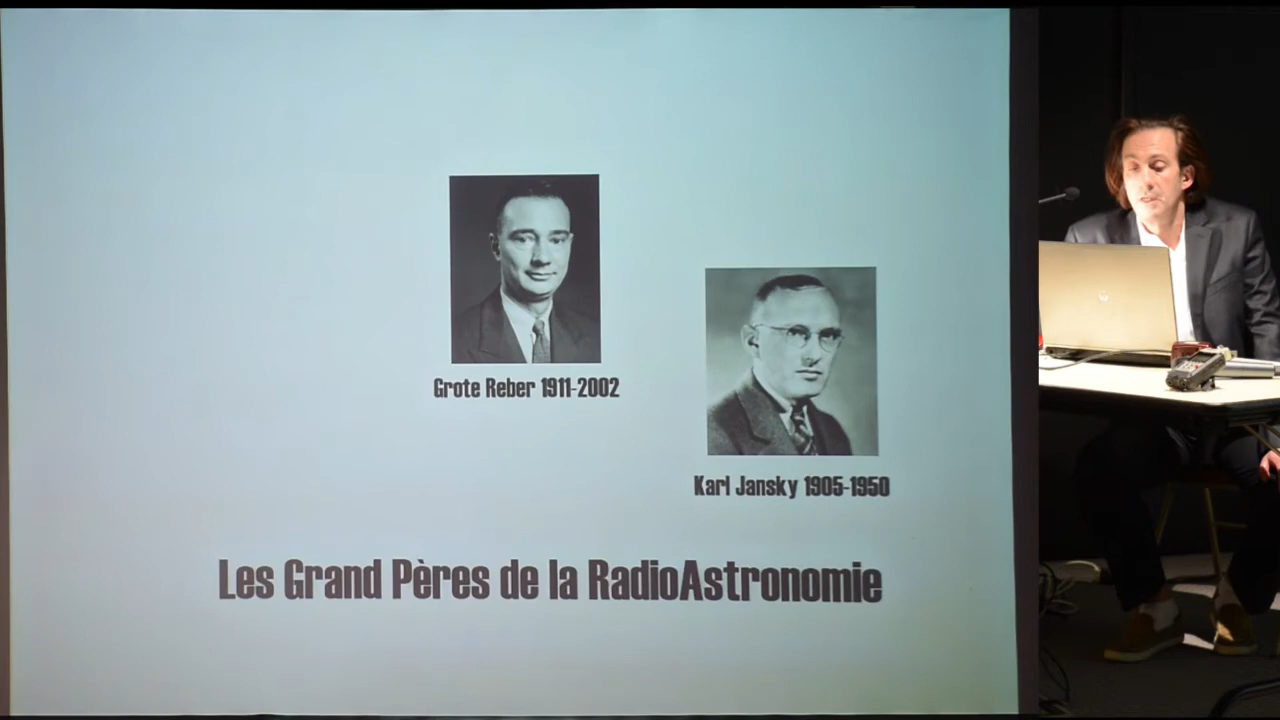 Grote Reber 1911-2002
Karl Jansky 1905-1950
Les Grand Pères de la RadioAstronomie